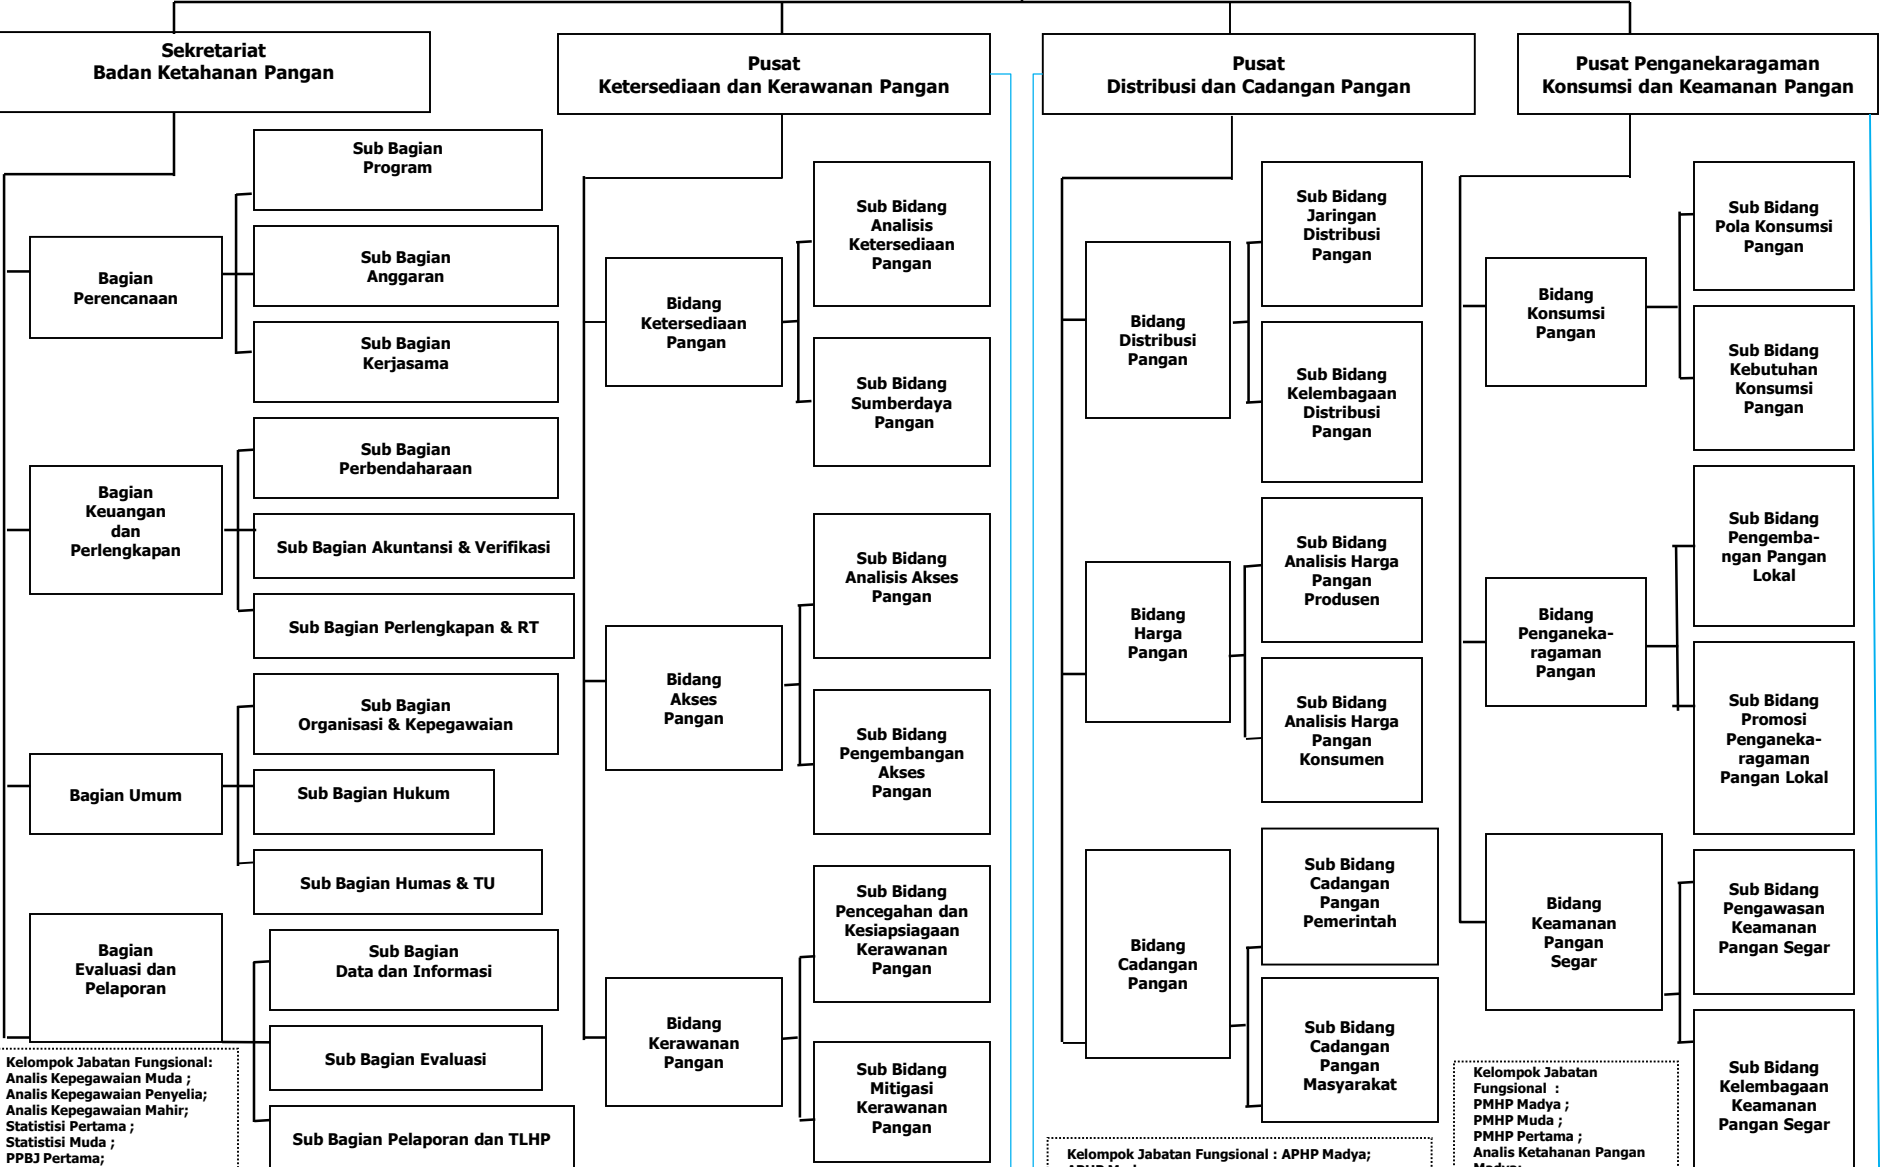 Sekretariat
Badan Ketahanan Pangan
Pusat
Ketersediaan dan Kerawanan Pangan
Pusat
Distribusi dan Cadangan Pangan
Pusat Penganekaragaman
Konsumsi dan Keamanan Pangan
Bagian
Perencanaan
Sub Bagian
Program
Sub Bagian
Anggaran
Sub Bagian
Kerjasama
Bagian
Keuangan
dan
Perlengkapan
Sub Bagian
Perbendaharaan
Sub Bagian Akuntansi & Verifikasi
Sub Bagian Perlengkapan & RT
Bagian Umum
Sub Bagian
Organisasi & Kepegawaian
Sub Bagian Hukum
Sub Bagian Humas & TU
Bagian
Evaluasi dan
Pelaporan
Sub Bagian
Data dan Informasi
Sub Bagian Evaluasi
Sub Bagian Pelaporan dan TLHP
Kelompok Jabatan Fungsional:
Analis Kepegawaian Muda ;
Analis Kepegawaian Penyelia;
Analis Kepegawaian Mahir;
Statistisi Pertama ;
Statistisi Muda ;
PPBJ Pertama;
Bidang
Ketersediaan
Pangan
Sub Bidang
Analisis
Ketersediaan
Pangan
Sub Bidang
Sumberdaya
Pangan
Bidang
Akses
Pangan
Sub Bidang
Analisis Akses
Pangan
Sub Bidang
Pengembangan
Akses
Pangan
Bidang
Kerawanan
Pangan
Sub Bidang
Pencegahan dan
Kesiapsiagaan
Kerawanan
Pangan
Sub Bidang
Mitigasi
Kerawanan
Pangan
Bidang
Distribusi
Pangan
Sub Bidang
Jaringan
Distribusi
Pangan
Sub Bidang
Kelembagaan
Distribusi
Pangan
Bidang
Harga
Pangan
Sub Bidang
Analisis Harga
Pangan
Produsen
Sub Bidang
Analisis Harga
Pangan
Konsumen
Bidang
Cadangan
Pangan
Sub Bidang
Cadangan
Pangan
Pemerintah
Sub Bidang
Cadangan
Pangan
Masyarakat
Kelompok Jabatan Fungsional : APHP Madya;
Bidang
Konsumsi
Pangan
Sub Bidang
Pola Konsumsi
Pangan
Sub Bidang
Kebutuhan
Konsumsi
Pangan
Bidang
Penganeka-
ragaman
Pangan
Sub Bidang
Pengemba-
ngan Pangan
Lokal
Sub Bidang
Promosi
Penganeka-
ragaman
Pangan Lokal
Bidang
Keamanan
Pangan
Segar
Sub Bidang
Pengawasan
Keamanan
Pangan Segar
Sub Bidang
Kelembagaan
Keamanan
Pangan Segar
Kelompok Jabatan
Fungsional :
PMHP Madya ;
PMHP Muda ;
PMHP Pertama ;
Analis Ketahanan Pangan